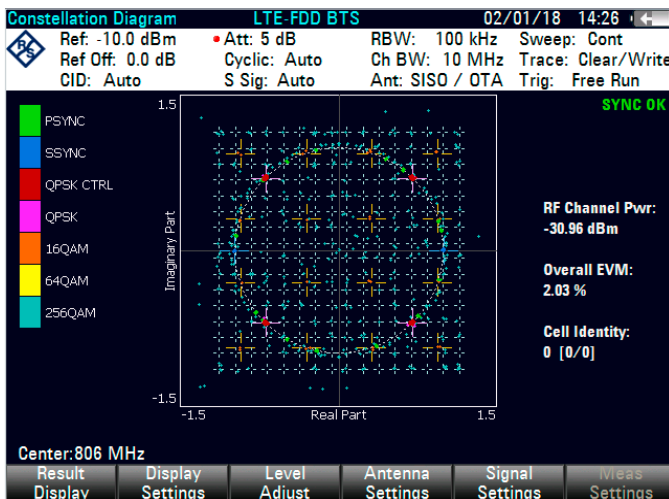 Constellation Diagram LTE-FDD BTS 02/01/18 14:26
Ref: -10.0 dBm • Att: 5 dB RBW: 100 kHz Sweep: Cont
Ref Off: 0.0 dB Cyclic: Auto Ch BW: 10 MHz Trace: Clear/Write
CID: Auto S Sig: Auto Ant: SISO / OTA Trig: Free Run
R S
SYNC OK
1.5
PSYNC
SSYNC
QPSK CTRL
QPSK
16QAM
64QAM
256QAM
Imaginary Part
RF Channel Pwr:
-30.96 dBm
Overall EVM:
2.03 %
Cell Identity:
0 [0/0]
-1.5
-1.5 Real Part 1.5
Center:806 MHz
Result Display Level Antenna Signal Meas
Display Settings Adjust Settings Settings Settings